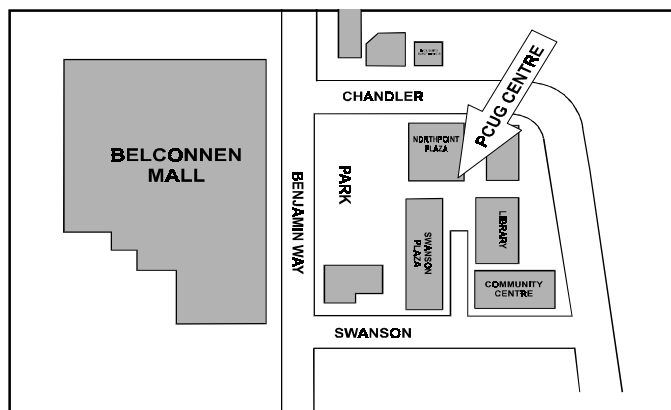 CHANDLER
PCUG CENTRE
NORTHPOINT
PLAZA
BELCONNEN
MALL
BENJAMIN WAY
PARK
SWANSON
PLAZA
LIBRARY
COMMUNITY
CENTRE
SWANSON